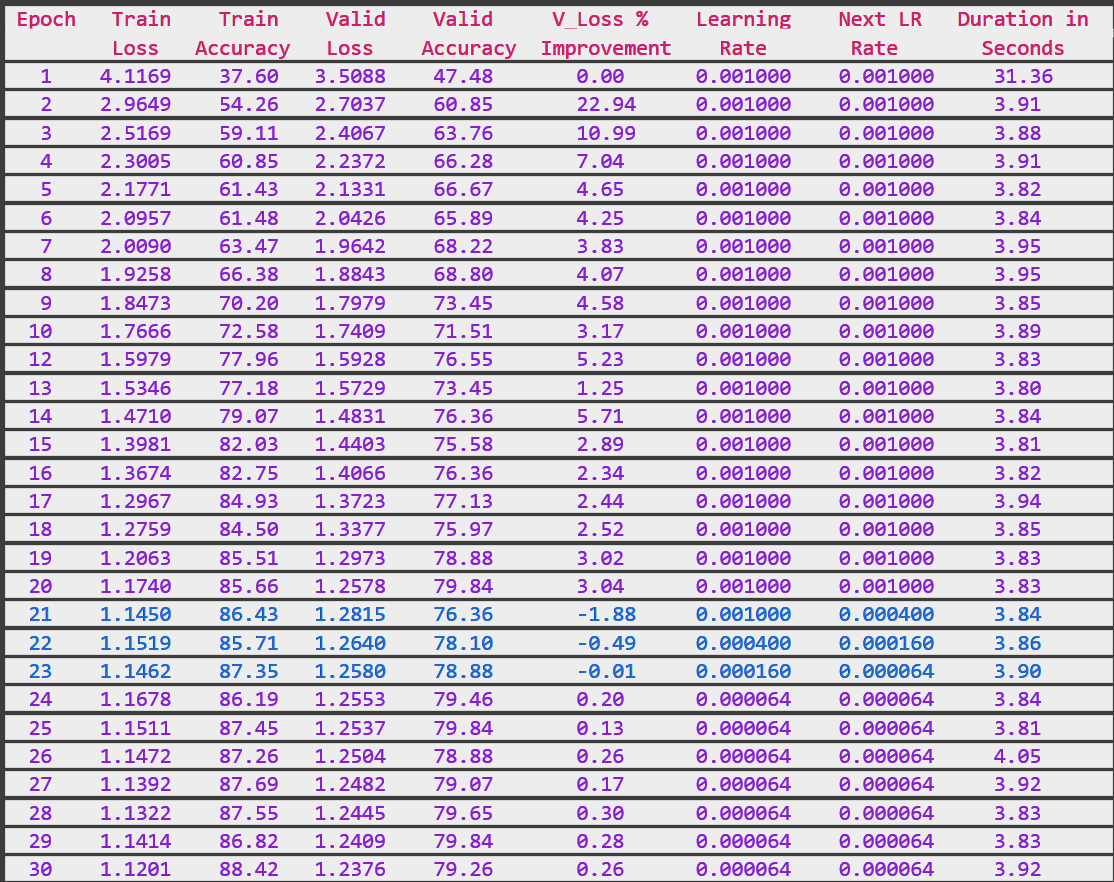 Epoch Train Train Valid Valid V_Loss % Learning Next LR Duration in
Loss Accuracy Loss Accuracy Improvement Rate Rate Seconds
1 4.1169 37.60 3.5088 47.48 0.00 0.001000 0.001000 31.36
2 2.9649 54.26 2.7037 60.85 22.94 0.001000 0.001000 3.91
3 2.5169 59.11 2.4067 63.76 10.99 0.001000 0.001000 3.88
4 2.3005 60.85 2.2372 66.28 7.04 0.001000 0.001000 3.91
5 2.1771 61.43 2.1331 66.67 4.65 0.001000 0.001000 3.82
6 2.0957 61.48 2.0426 65.89 4.25 0.001000 0.001000 3.84
7 2.0090 63.47 1.9642 68.22 3.83 0.001000 0.001000 3.95
8 1.9258 66.38 1.8843 68.80 4.07 0.001000 0.001000 3.95
9 1.8473 70.20 1.7979 73.45 4.58 0.001000 0.001000 3.85
10 1.7666 72.58 1.7409 71.51 3.17 0.001000 0.001000 3.89
12 1.5979 77.96 1.5928 76.55 5.23 0.001000 0.001000 3.83
13 1.5346 77.18 1.5729 73.45 1.25 0.001000 0.001000 3.80
14 1.4710 79.07 1.4831 76.36 5.71 0.001000 0.001000 3.84
15 1.3981 82.03 1.4403 75.58 2.89 0.001000 0.001000 3.81
16 1.3674 82.75 1.4066 76.36 2.34 0.001000 0.001000 3.82
17 1.2967 84.93 1.3723 77.13 2.44 0.001000 0.001000 3.94
18 1.2759 84.50 1.3377 75.97 2.52 0.001000 0.001000 3.85
19 1.2063 85.51 1.2973 78.88 3.02 0.001000 0.001000 3.83
20 1.1740 85.66 1.2578 79.84 3.04 0.001000 0.001000 3.83
21 1.1450 86.43 1.2815 76.36 -1.88 0.001000 0.000400 3.84
22 1.1519 85.71 1.2640 78.10 -0.49 0.000400 0.000160 3.86
23 1.1462 87.35 1.2580 78.88 -0.01 0.000160 0.000064 3.90
24 1.1678 86.19 1.2553 79.46 0.20 0.000064 0.000064 3.84
25 1.1511 87.45 1.2537 79.84 0.13 0.000064 0.000064 3.81
26 1.1472 87.26 1.2504 78.88 0.26 0.000064 0.000064 4.05
27 1.1392 87.69 1.2482 79.07 0.17 0.000064 0.000064 3.92
28 1.1322 87.55 1.2445 79.65 0.30 0.000064 0.000064 3.83
29 1.1414 86.82 1.2409 79.84 0.28 0.000064 0.000064 3.83
30 1.1201 88.42 1.2376 79.26 0.26 0.000064 0.000064 3.92